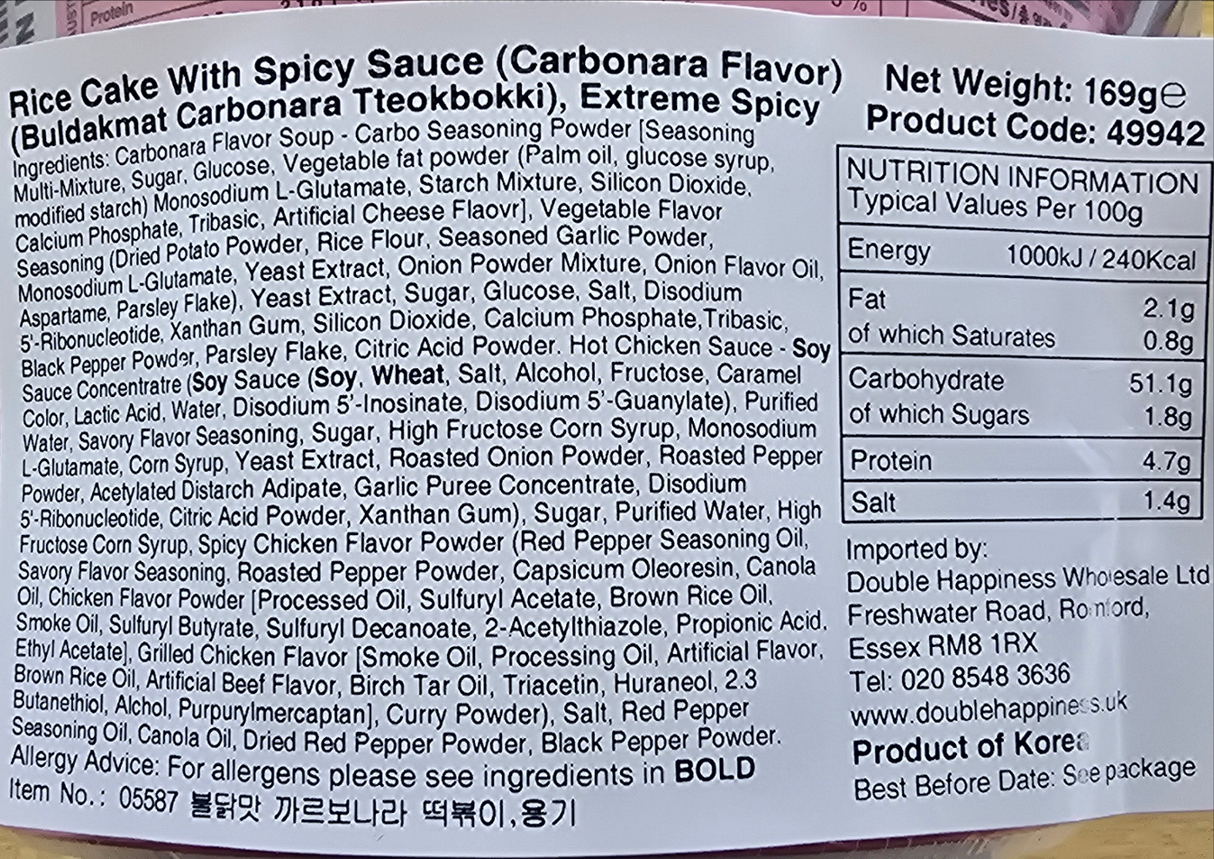 Protein
Rice Cake With Spicy Sauce (Carbonara Flavor)
(Buldakmat Carbonara Tteokbokki), Extreme Spicy
Ingredients: Carbonara Flavor Soup - Carbo Seasoning Powder [Seasoning
Multi-Mixture, Sugar, Glucose, Vegetable fat powder (Palm oil, glucose syrup,
modified starch) Monosodium L-Glutamate, Starch Mixture, Silicon Dioxide,
Calcium Phosphate, Tribasic, Artificial Cheese Flaovr], Vegetable Flavor
Seasoning (Dried Potato Powder, Rice Flour, Seasoned Garlic Powder,
Monosodium L-Glutamate, Yeast Extract, Onion Powder Mixture, Onion Flavor Oil,
Aspartame, Parsley Flake), Yeast Extract, Sugar, Glucose, Salt, Disodium
5'-Ribonucleotide, Xanthan Gum, Silicon Dioxide, Calcium Phosphate,Tribasic,
Black Pepper Powder, Parsley Flake, Citric Acid Powder. Hot Chicken Sauce - Soy
Sauce Concentratre (Soy Sauce (Soy, Wheat, Salt, Alcohol, Fructose, Caramel
Color, Lactic Acid, Water, Disodium 5'-Inosinate, Disodium 5'-Guanylate), Purified
Water, Savory Flavor Seasoning, Sugar, High Fructose Corn Syrup, Monosodium
L-Glutamate, Corn Syrup, Yeast Extract, Roasted Onion Powder, Roasted Pepper
Powder, Acetylated Distarch Adipate, Garlic Puree Concentrate, Disodium
5'-Ribonucleotide, Citric Acid Powder, Xanthan Gum), Sugar, Purified Water, High
Fructose Corn Syrup, Spicy Chicken Flavor Powder (Red Pepper Seasoning Oil,
Savory Flavor Seasoning, Roasted Pepper Powder, Capsicum Oleoresin, Canola
Oil, Chicken Flavor Powder [Processed Oil, Sulfuryl Acetate, Brown Rice Oil,
Smoke Oil, Sulfuryl Butyrate, Sulfuryl Decanoate, 2-Acetylthiazole, Propionic Acid.
Ethyl Acetate], Grilled Chicken Flavor [Smoke Oil, Processing Oil, Artificial Flavor,
Brown Rice Oil, Artificial Beef Flavor, Birch Tar Oil, Triacetin, Huraneol, 2.3
Butanethiol, Alchol, Purpurylmercaptan], Curry Powder), Salt, Red Pepper
Seasoning Oil, Canola Oil, Dried Red Pepper Powder, Black Pepper Powder.
Allergy Advice: For allergens please see ingredients in BOLD
Item No.: 05587 불닭맛 까르보나라 떡볶이,용기
Net Weight: 169g℮
Product Code: 49942
NUTRITION INFORMATION
Typical Values Per 100g
Energy 1000kJ / 240Kcal
Fat 2.1g
of which Saturates 0.8g
Carbohydrate 51.1g
of which Sugars 1.8g
Protein 4.7g
Salt 1.4g
Imported by:
Double Happiness Wholesale Ltd
Freshwater Road, Romford,
Essex RM8 1RX
Tel: 020 8548 3636
www.doublehappiness.uk
Product of Korea
Best Before Date: See package